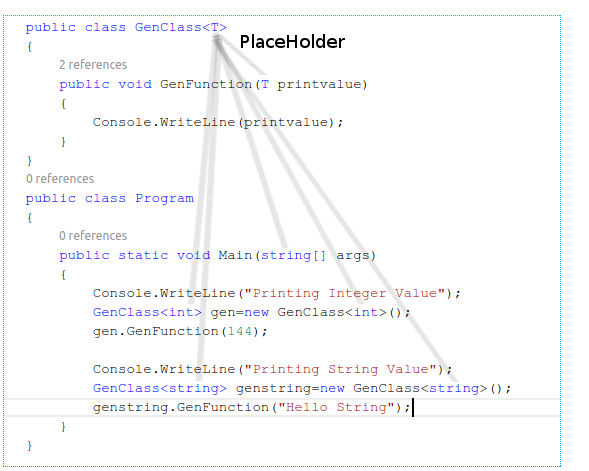 public class GenClass<T>
PlaceHolder
{
2 references
public void GenFunction(T printvalue)
{
Console.WriteLine(printvalue);
}
}
0 references
public class Program
{
0 references
public static void Main(string[] args)
{
Console.WriteLine("Printing Integer Value");
GenClass<int> gen=new GenClass<int>();
gen.GenFunction(144);
Console.WriteLine("Printing String Value");
GenClass<string> genstring=new GenClass<string>();
genstring.GenFunction("Hello String");
}
}